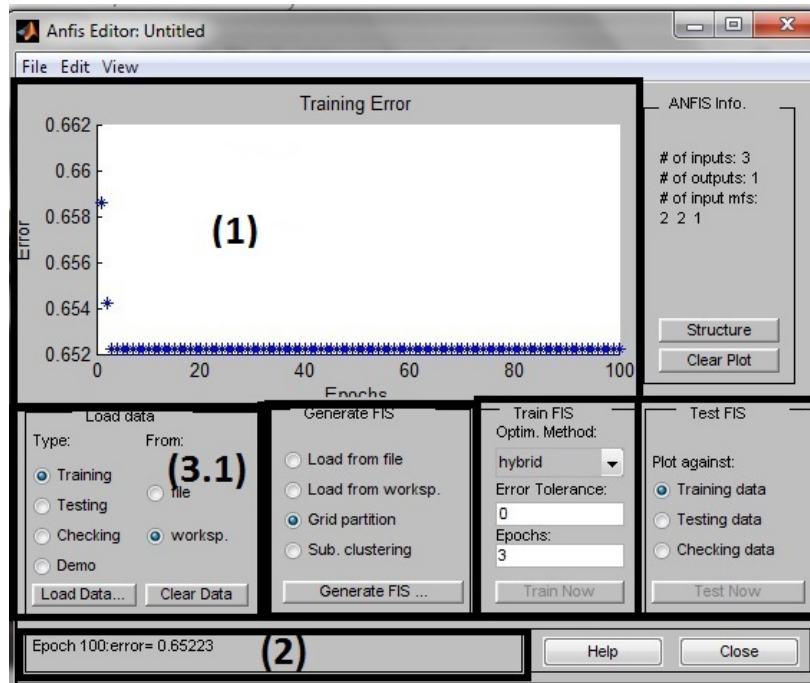 Anfis Editor: Untitled
File Edit View
Training Error
0.662
0.66
0.658
0.656
0.654
0.652
Error
(1)
0 20 40 60 80 100
Epochs
ANFIS Info.
# of inputs: 3
# of outputs: 1
# of input mfs:
2 2 1
Structure
Clear Plot
Load data
Type: From:
Training
Testing
Checking
Demo
(3.1)
file
worksp.
Load Data... Clear Data
Generate FIS
Load from file
Load from worksp.
Grid partition
Sub. clustering
Generate FIS ...
Train FIS
Optim. Method:
hybrid
Error Tolerance:
0
Epochs:
3
Train Now
Test FIS
Plot against:
Training data
Testing data
Checking data
Test Now
Epoch 100:error= 0.65223
(2)
Help Close